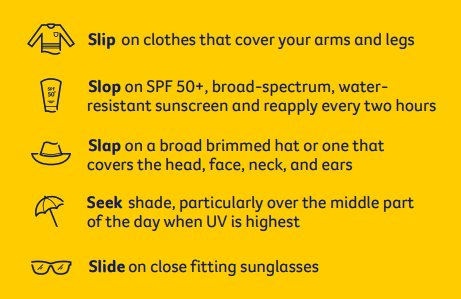 Slip on clothes that cover your arms and legs
SPF
50+
Slop on SPF 50+, broad-spectrum, water-
resistant sunscreen and reapply every two hours
Slap on a broad brimmed hat or one that
covers the head, face, neck, and ears
Seek shade, particularly over the middle part
of the day when UV is highest
Slide on close fitting sunglasses